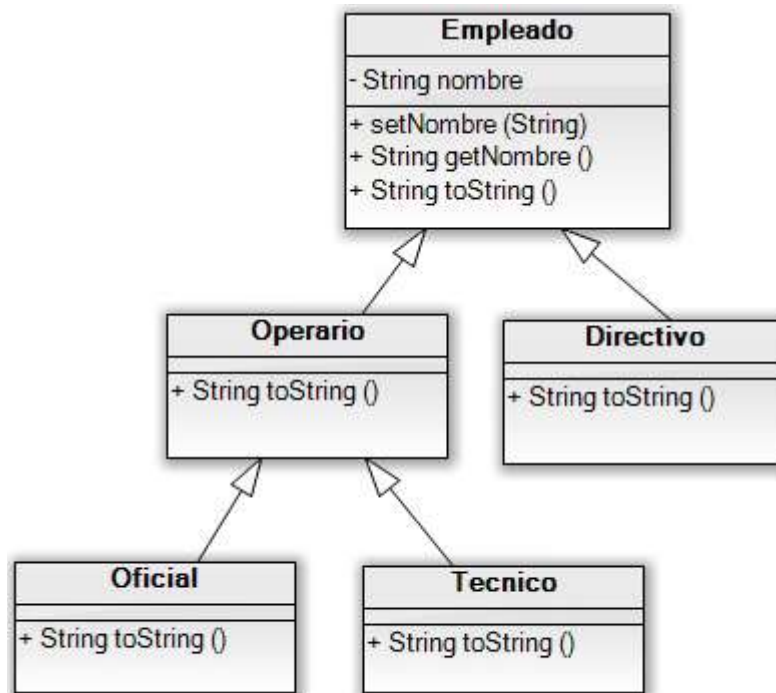 Empleado
- String nombre
+ setNombre (String)
+ String getNombre ()
+ String toString ()
Operario
+ String toString ()
Directivo
+ String toString ()
Oficial
+ String toString ()
Tecnico
+ String toString ()